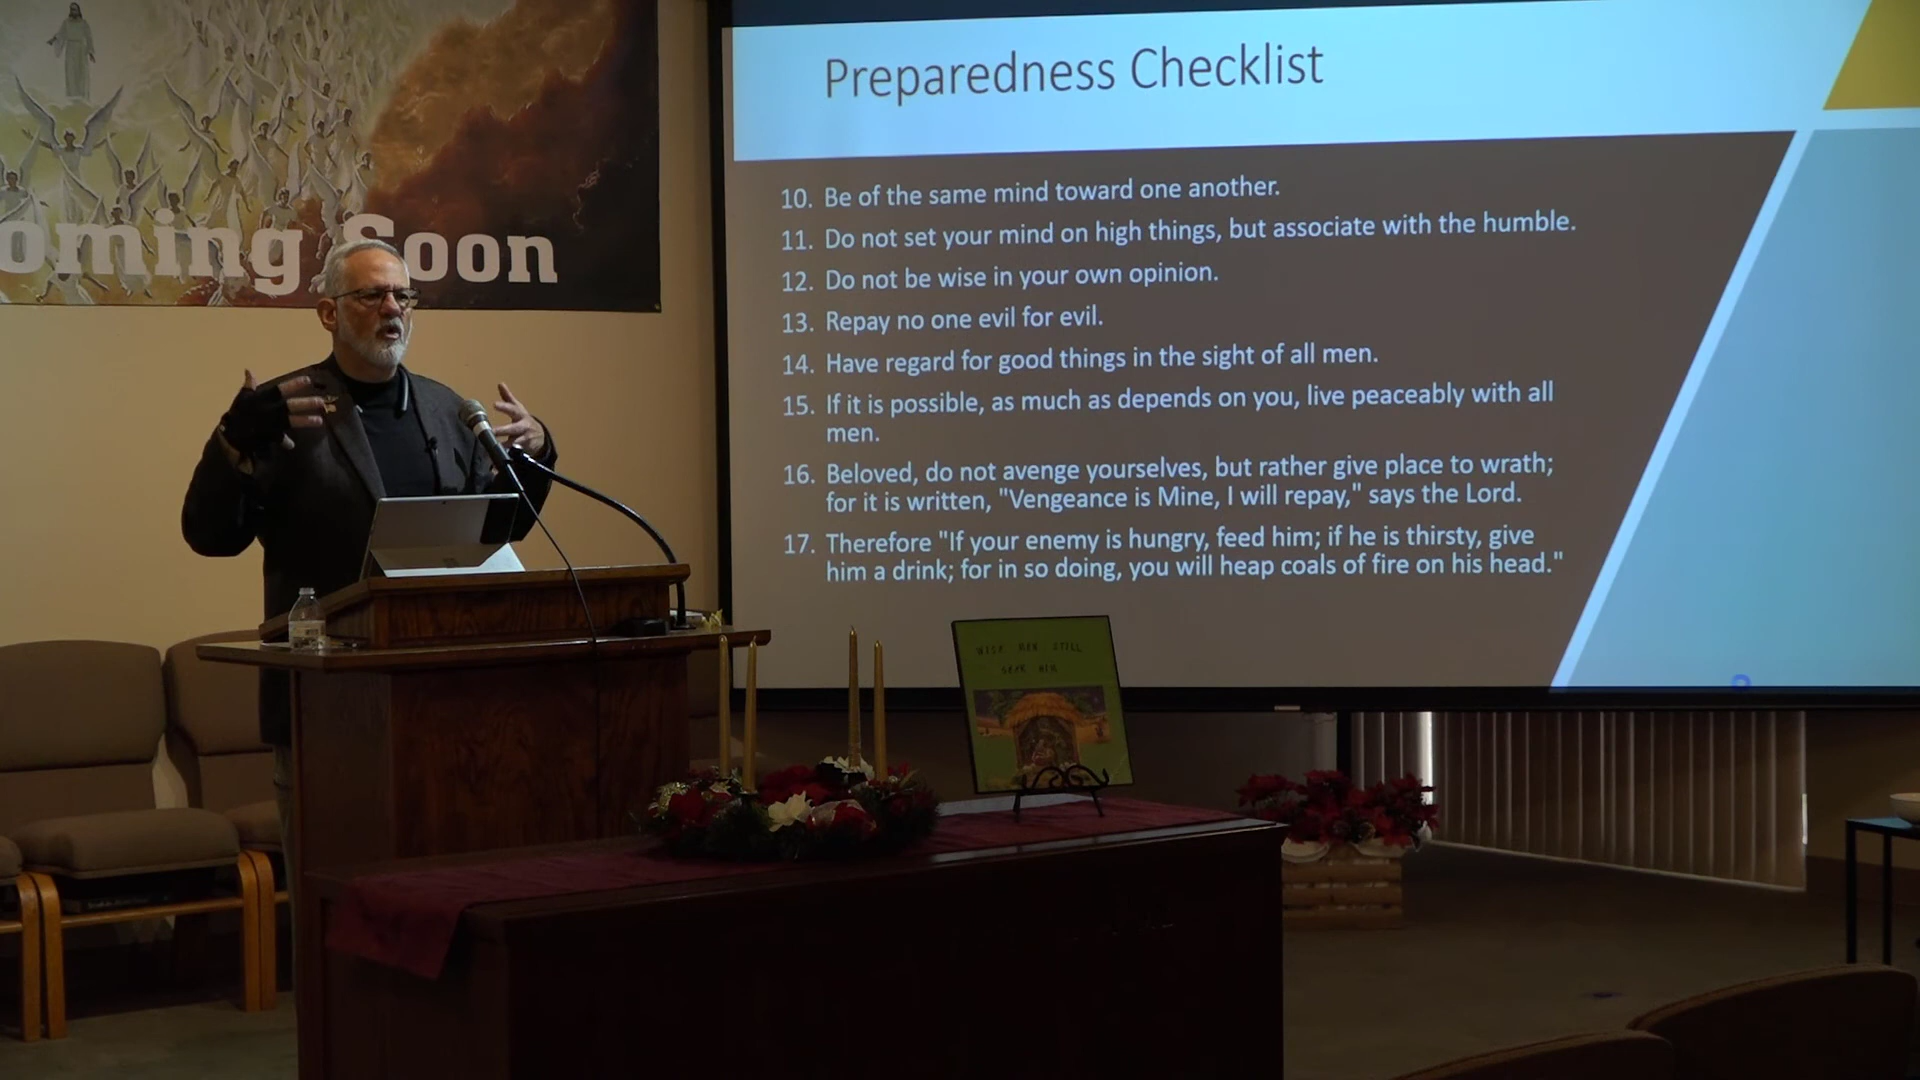 oming Soon
Preparedness Checklist
10. Be of the same mind toward one another.
11. Do not set your mind on high things, but associate with the humble.
12. Do not be wise in your own opinion.
13. Repay no one evil for evil.
14. Have regard for good things in the sight of all men.
15. If it is possible, as much as depends on you, live peaceably with all
men.
16. Beloved, do not avenge yourselves, but rather give place to wrath;
for it is written, "Vengeance is Mine, I will repay," says the Lord.
17. Therefore "If your enemy is hungry, feed him; if he is thirsty, give
him a drink; for in so doing, you will heap coals of fire on his head."
WISE MEN STILL
SEEK HIM